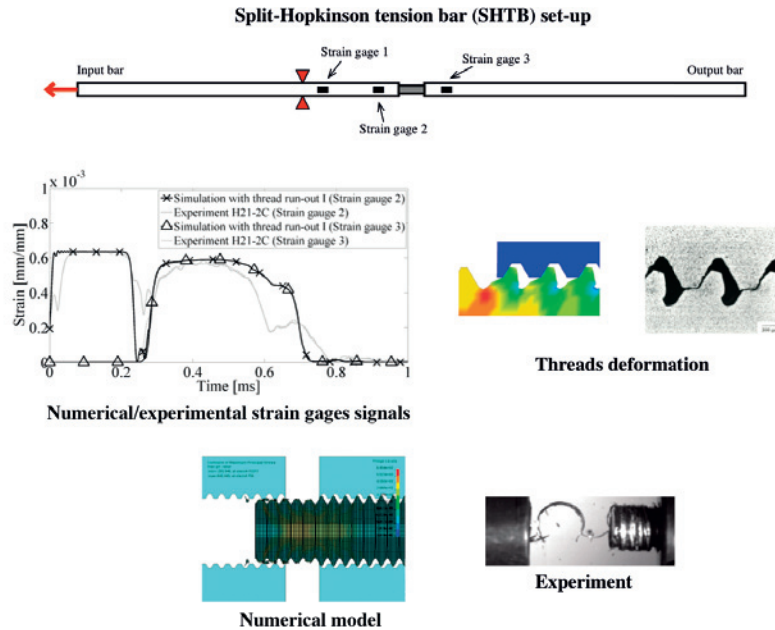 Split-Hopkinson tension bar (SHTB) set-up
Strain gage 1
Strain gage 3
Input bar
Output bar
Strain gage 2
x 10⁻³
1
Simulation with thread run-out I (Strain gauge 2)
Experiment H21-2C (Strain gauge 2)
0.8
Simulation with thread run-out I (Strain gauge 3)
Experiment H21-2C (Strain gauge 3)
0.6
Strain [mm/mm]
0.4
0.2
0
0 0.2 0.4 0.6 0.8 1
Time [ms]
Threads deformation
Numerical/experimental strain gages signals
Experiment
Numerical model